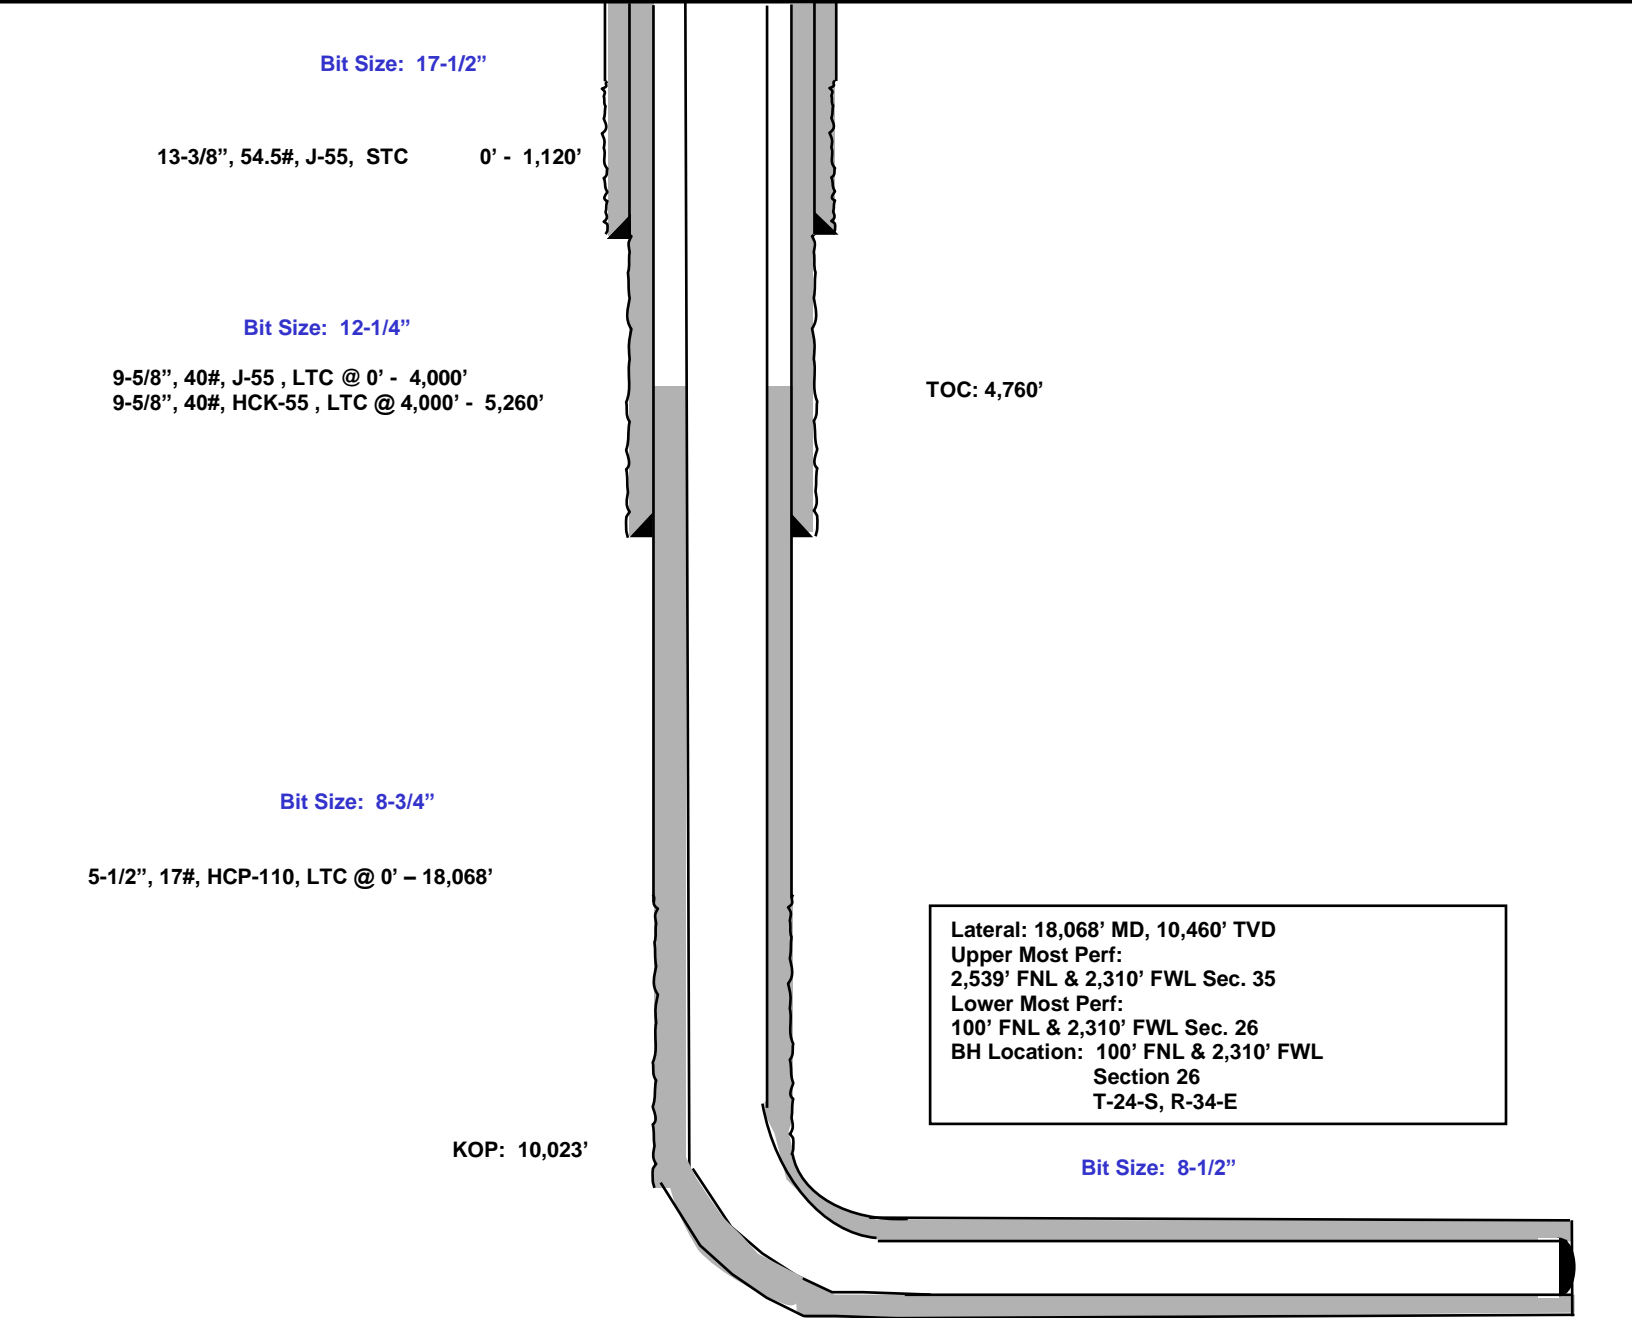 Bit Size: 17-1/2”
13-3/8”, 54.5#, J-55, STC 0’ - 1,120’
Bit Size: 12-1/4”
9-5/8”, 40#, J-55 , LTC @ 0’ - 4,000’
9-5/8”, 40#, HCK-55 , LTC @ 4,000’ - 5,260’
TOC: 4,760’
Bit Size: 8-3/4”
5-1/2”, 17#, HCP-110, LTC @ 0’ – 18,068’
Lateral: 18,068’ MD, 10,460’ TVD
Upper Most Perf:
2,539’ FNL & 2,310’ FWL Sec. 35
Lower Most Perf:
100’ FNL & 2,310’ FWL Sec. 26
BH Location: 100’ FNL & 2,310’ FWL
Section 26
T-24-S, R-34-E
KOP: 10,023’
Bit Size: 8-1/2”